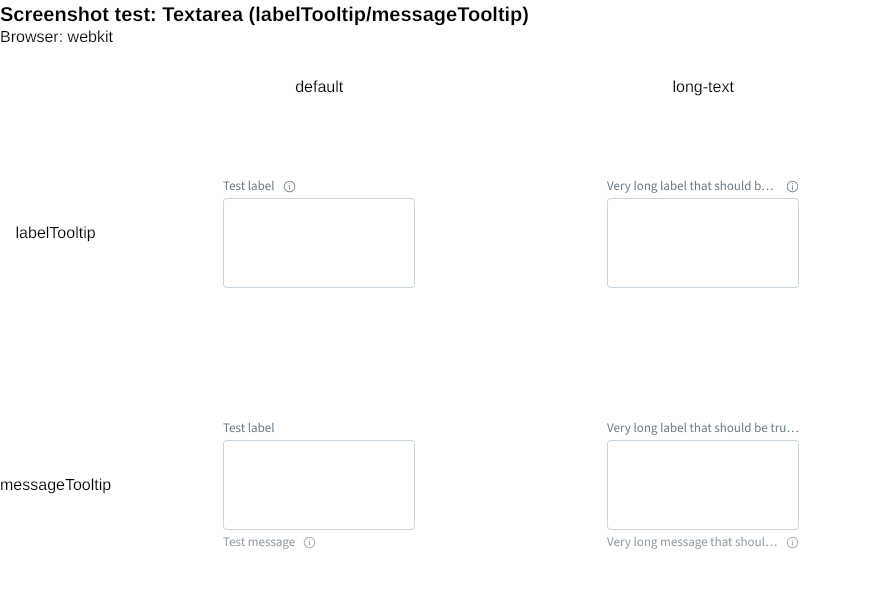 Screenshot test: Textarea (labelTooltip/messageTooltip)
Browser: webkit
default long-text
Test label Very long label that should b…
labelTooltip
Test label Very long label that should be tru…
messageTooltip
Test message Very long message that shoul…